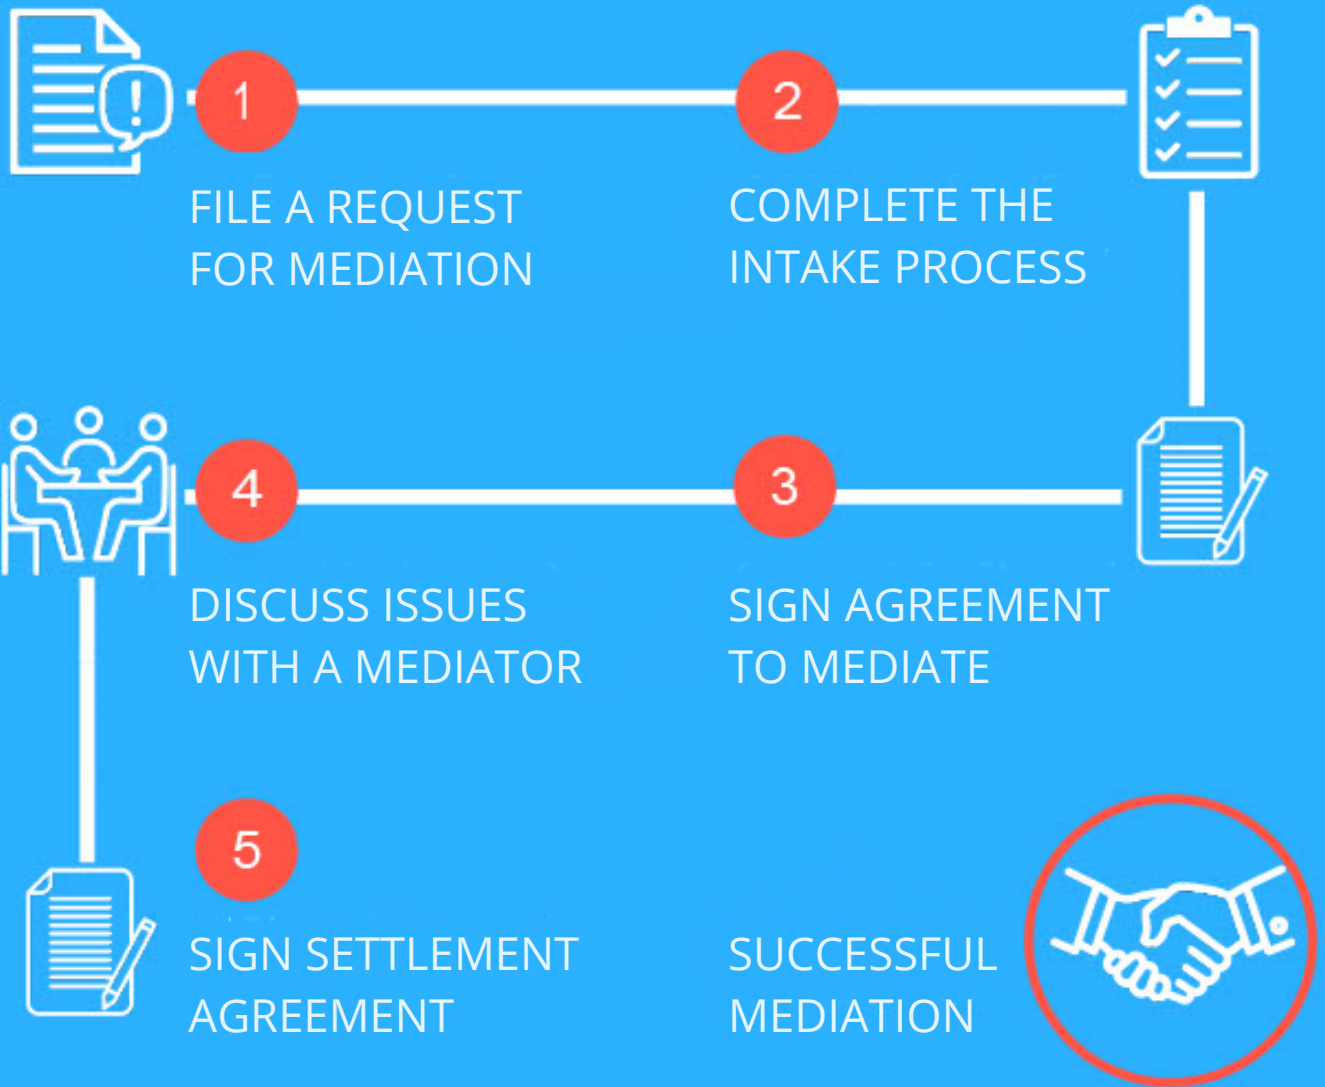 1
FILE A REQUEST
FOR MEDIATION
2
COMPLETE THE
INTAKE PROCESS
3
SIGN AGREEMENT
TO MEDIATE
4
DISCUSS ISSUES
WITH A MEDIATOR
5
SIGN SETTLEMENT
AGREEMENT
SUCCESSFUL
MEDIATION